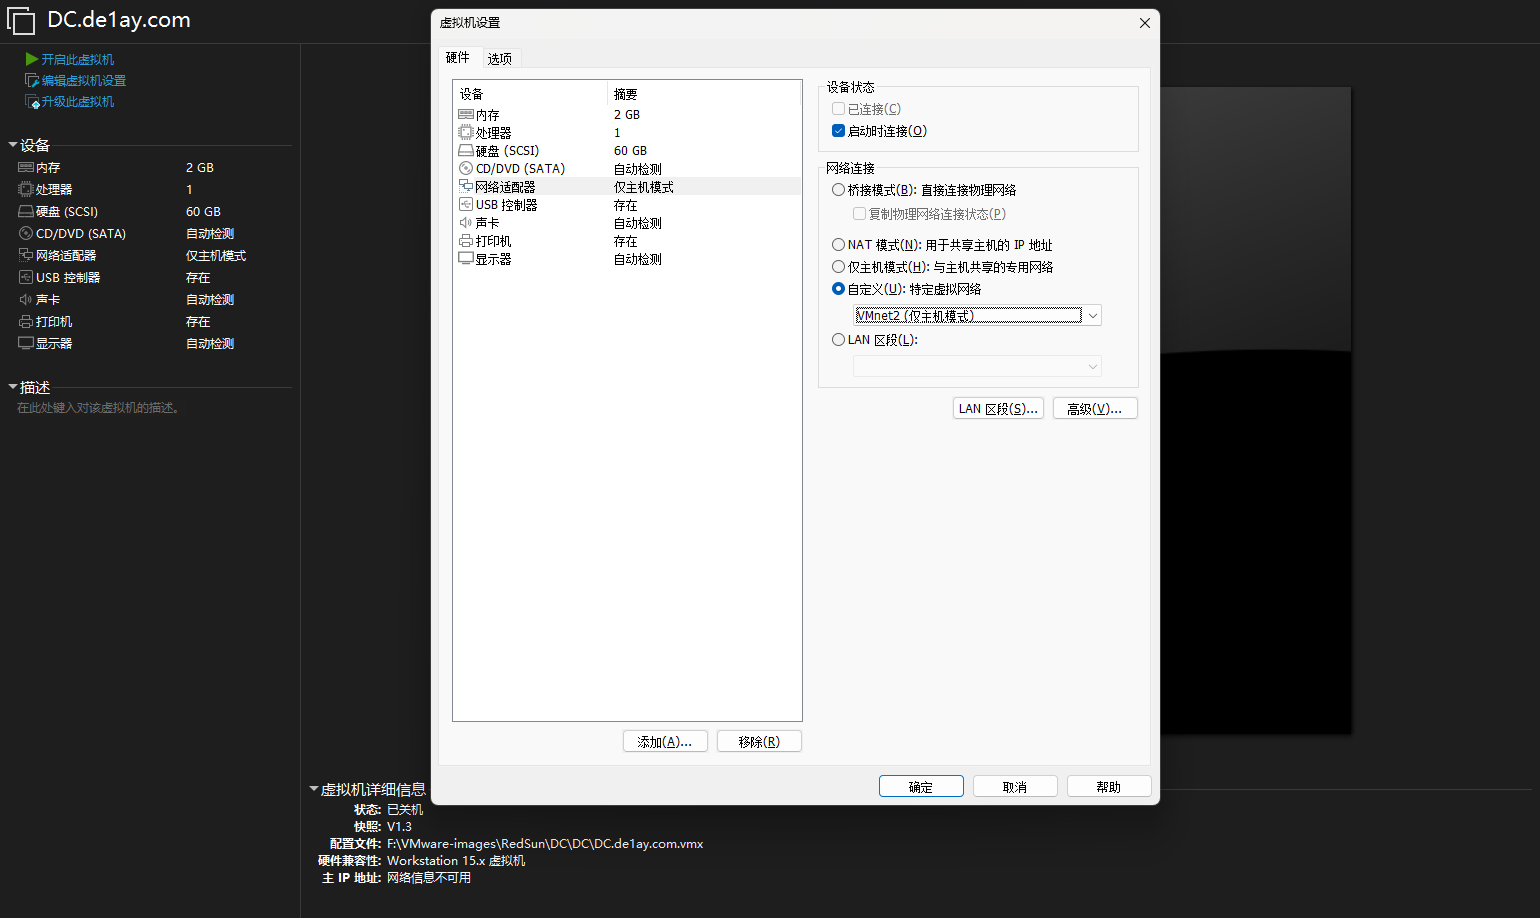 DC.de1ay.com
开启此虚拟机
编辑虚拟机设置
升级此虚拟机
设备
内存 2 GB
处理器 1
硬盘 (SCSI) 60 GB
CD/DVD (SATA) 自动检测
网络适配器 仅主机模式
USB 控制器 存在
声卡 自动检测
打印机 存在
显示器 自动检测
描述
在此处键入对该虚拟机的描述。
虚拟机设置
硬件 选项
设备 摘要
内存 2 GB
处理器 1
硬盘 (SCSI) 60 GB
CD/DVD (SATA) 自动检测
网络适配器 仅主机模式
USB 控制器 存在
声卡 自动检测
打印机 存在
显示器 自动检测
添加(A)... 移除(R)
设备状态
已连接(C)
启动时连接(O)
网络连接
桥接模式(B): 直接连接物理网络
复制物理网络连接状态(P)
NAT 模式(N): 用于共享主机的 IP 地址
仅主机模式(H): 与主机共享的专用网络
自定义(U): 特定虚拟网络
VMnet2 (仅主机模式)
LAN 区段(L):
LAN 区段(S)... 高级(V)...
确定 取消 帮助
虚拟机详细信息
状态: 已关机
快照: V1.3
配置文件: F:\VMware-images\RedSun\DC\DC\DC.de1ay.com.vmx
硬件兼容性: Workstation 15.x 虚拟机
主 IP 地址: 网络信息不可用